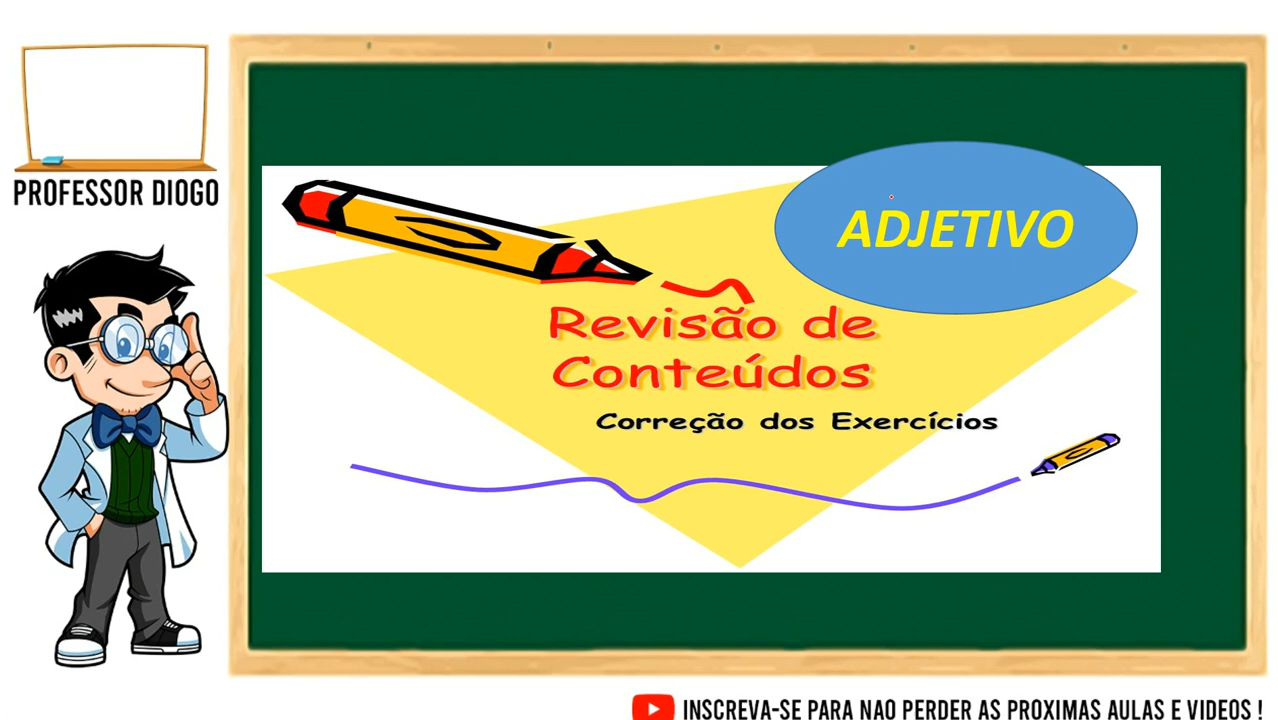 PROFESSOR DIOGO
ADJETIVO
Revisão de
Conteúdos
Correção dos Exercícios
INSCREVA-SE PARA NAO PERDER AS PROXIMAS AULAS E VIDEOS !